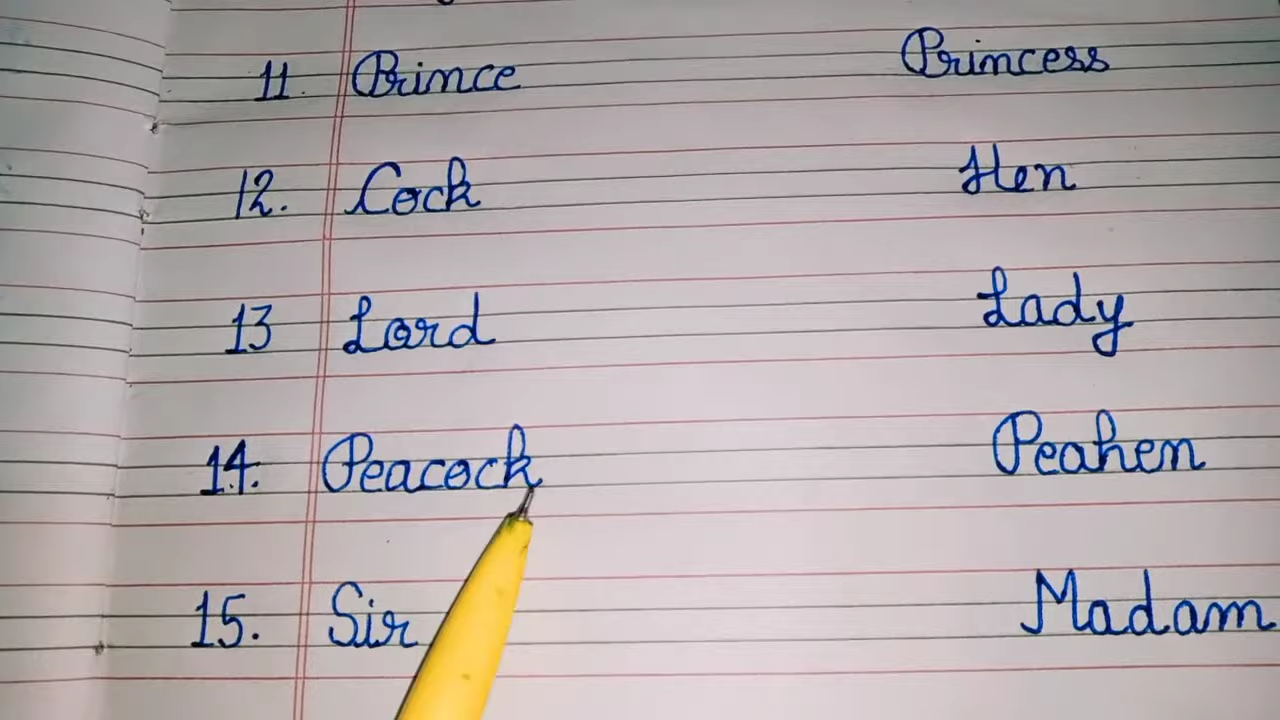 11. Prince Princess
12. Cock Hen
13 Lord Lady
14. Peacock Peahen
15. Sir Madam